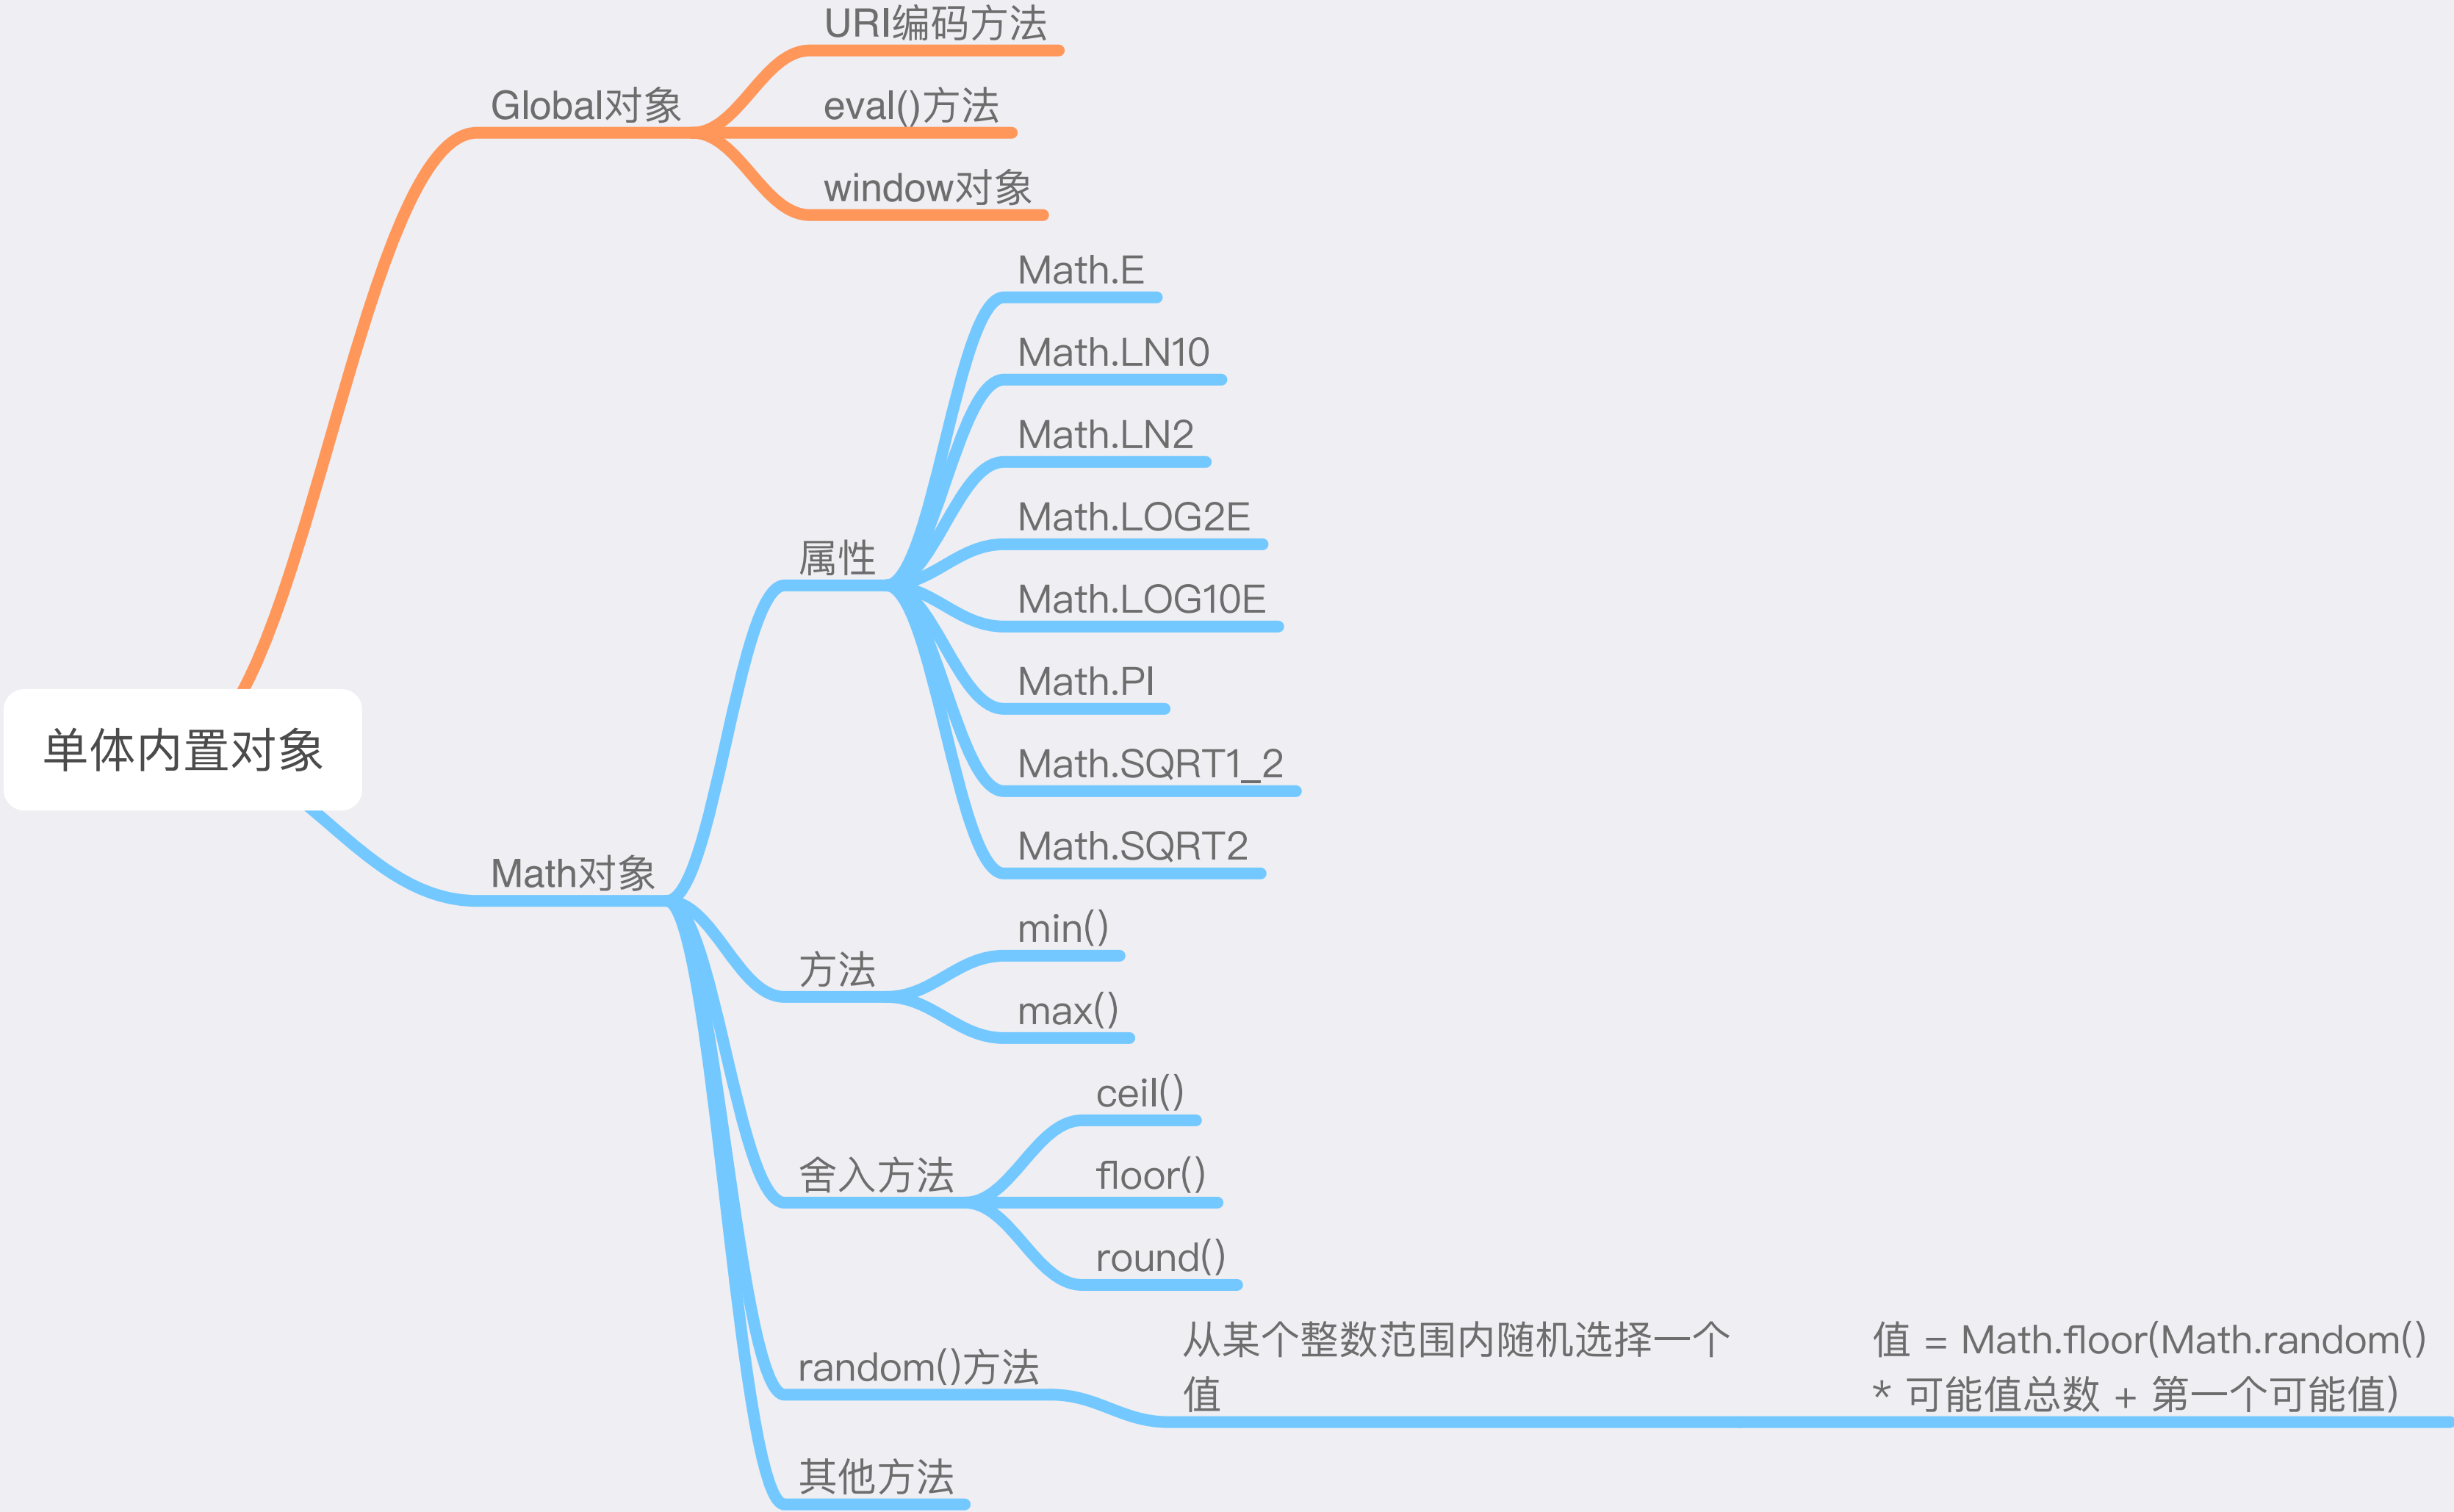 URI编码方法
Global对象
eval()方法
window对象
Math.E
Math.LN10
Math.LN2
Math.LOG2E
属性
Math.LOG10E
Math.PI
单体内置对象
Math.SQRT1_2
Math.SQRT2
Math对象
min()
方法
max()
ceil()
舍入方法
floor()
round()
random()方法
从某个整数范围内随机选择一个
值
值 = Math.floor(Math.random()
* 可能值总数 + 第一个可能值)
其他方法